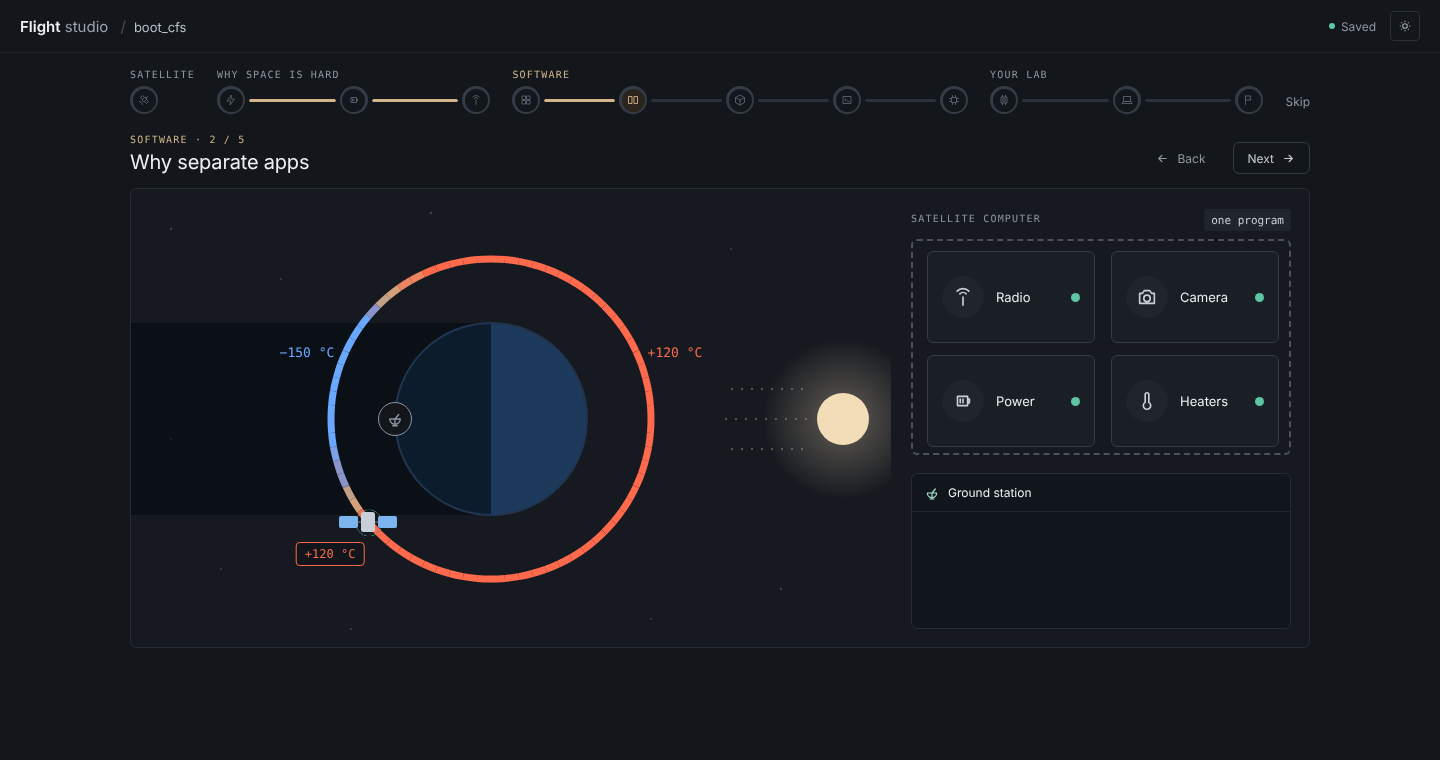 Flight studio / boot_cfs
Saved
SATELLITE
WHY SPACE IS HARD
SOFTWARE
YOUR LAB
Skip
SOFTWARE · 2 / 5
Why separate apps
← Back
Next →
SATELLITE COMPUTER
one program
Radio
Camera
−150 °C
+120 °C
Power
Heaters
Ground station
+120 °C